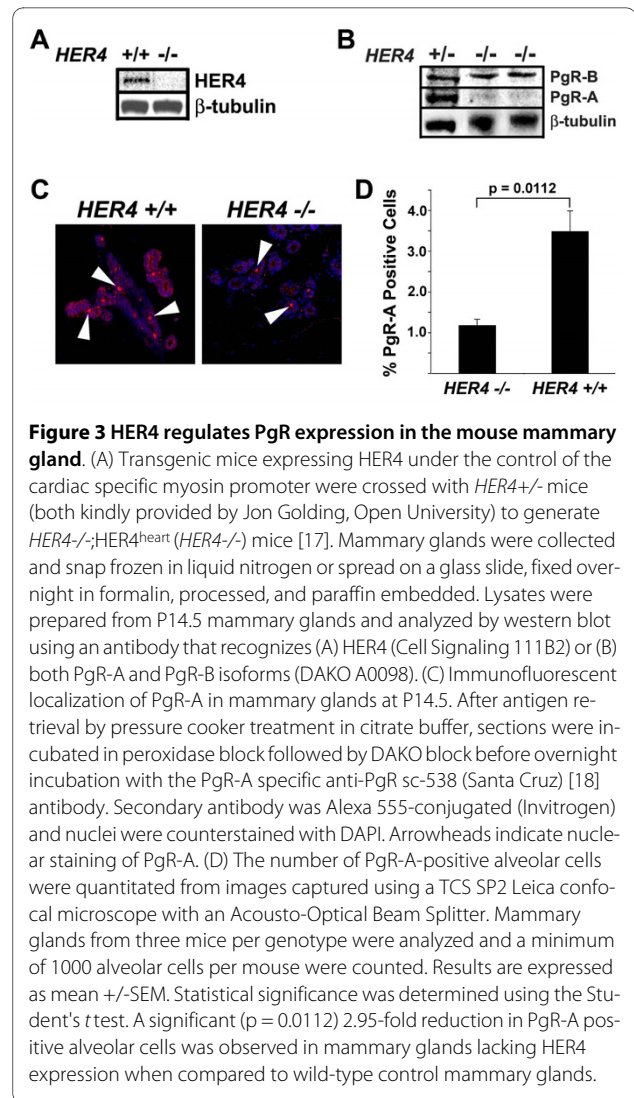 A
B
HER4 +/+ -/-
HER4 +/- -/- -/-
HER4
β-tubulin
PgR-B
PgR-A
β-tubulin
C
D
HER4 +/+
HER4 -/-
p = 0.0112
% PgR-A Positive Cells
4.0
3.0
2.0
1.0
HER4 -/-
HER4 +/+
Figure 3 HER4 regulates PgR expression in the mouse mammary
gland. (A) Transgenic mice expressing HER4 under the control of the
cardiac specific myosin promoter were crossed with HER4+/- mice
(both kindly provided by Jon Golding, Open University) to generate
HER4-/-;HER4heart (HER4-/-) mice [17]. Mammary glands were collected
and snap frozen in liquid nitrogen or spread on a glass slide, fixed over-
night in formalin, processed, and paraffin embedded. Lysates were
prepared from P14.5 mammary glands and analyzed by western blot
using an antibody that recognizes (A) HER4 (Cell Signaling 111B2) or (B)
both PgR-A and PgR-B isoforms (DAKO A0098). (C) Immunofluorescent
localization of PgR-A in mammary glands at P14.5. After antigen re-
trieval by pressure cooker treatment in citrate buffer, sections were in-
cubated in peroxidase block followed by DAKO block before overnight
incubation with the PgR-A specific anti-PgR sc-538 (Santa Cruz) [18]
antibody. Secondary antibody was Alexa 555-conjugated (Invitrogen)
and nuclei were counterstained with DAPI. Arrowheads indicate nucle-
ar staining of PgR-A. (D) The number of PgR-A-positive alveolar cells
were quantitated from images captured using a TCS SP2 Leica confo-
cal microscope with an Acousto-Optical Beam Splitter. Mammary
glands from three mice per genotype were analyzed and a minimum
of 1000 alveolar cells per mouse were counted. Results are expressed
as mean +/-SEM. Statistical significance was determined using the Stu-
dent's t test. A significant (p = 0.0112) 2.95-fold reduction in PgR-A pos-
itive alveolar cells was observed in mammary glands lacking HER4
expression when compared to wild-type control mammary glands.